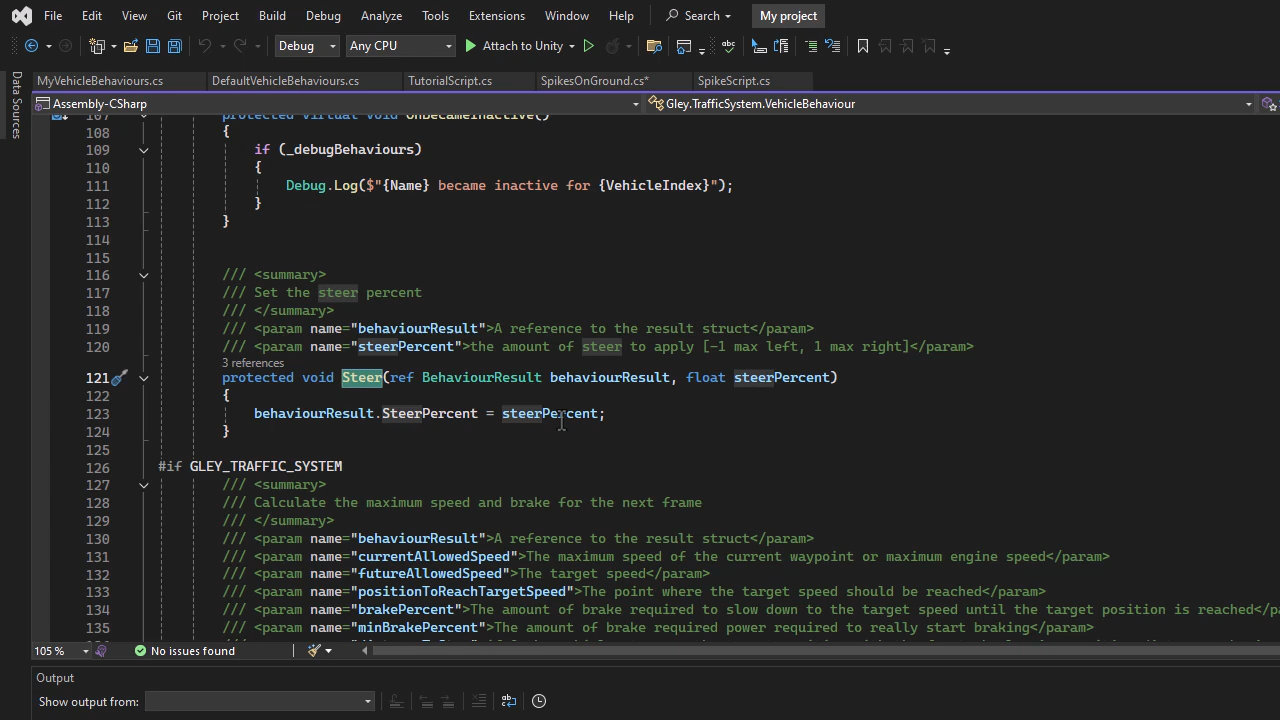 File Edit View Git Project Build Debug Analyze Tools Extensions Window Help Search My project
Debug Any CPU Attach to Unity
MyVehicleBehaviours.cs DefaultVehicleBehaviours.cs TutorialScript.cs SpikesOnGround.cs* SpikeScript.cs
Data Sources
Assembly-CSharp Gley.TrafficSystem.VehicleBehaviour
107 protected virtual void OnBecameInactive()
108 {
109 if (_debugBehaviours)
110 {
111 Debug.Log($"{Name} became inactive for {VehicleIndex}");
112 }
113 }
114
115
116 /// <summary>
117 /// Set the steer percent
118 /// </summary>
119 /// <param name="behaviourResult">A reference to the result struct</param>
120 /// <param name="steerPercent">the amount of steer to apply [-1 max left, 1 max right]</param>
3 references
121 protected void Steer(ref BehaviourResult behaviourResult, float steerPercent)
122 {
123 behaviourResult.SteerPercent = steerPercent;
124 }
125
126 #if GLEY_TRAFFIC_SYSTEM
127 /// <summary>
128 /// Calculate the maximum speed and brake for the next frame
129 /// </summary>
130 /// <param name="behaviourResult">A reference to the result struct</param>
131 /// <param name="currentAllowedSpeed">The maximum speed of the current waypoint or maximum engine speed</param>
132 /// <param name="futureAllowedSpeed">The target speed</param>
133 /// <param name="positionToReachTargetSpeed">The point where the target speed should be reached</param>
134 /// <param name="brakePercent">The amount of brake required to slow down to the target speed until the target position is reached</pa
135 /// <param name="minBrakePercent">The amount of brake required power required to really start braking</param>
105 % No issues found
Output
Show output from: